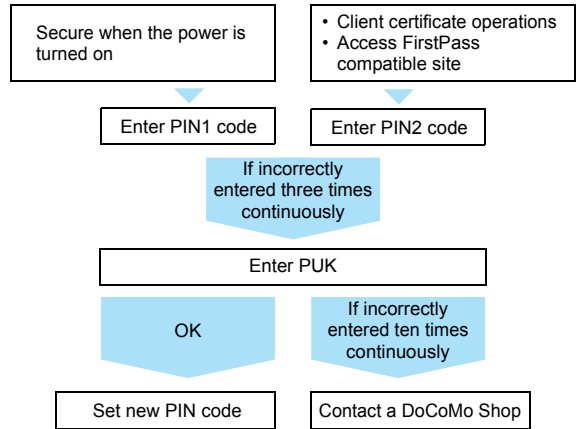 Secure when the power is
turned on
• Client certificate operations
• Access FirstPass
compatible site
Enter PIN1 code
Enter PIN2 code
If incorrectly
entered three times
continuously
Enter PUK
OK
If incorrectly
entered ten times
continuously
Set new PIN code
Contact a DoCoMo Shop